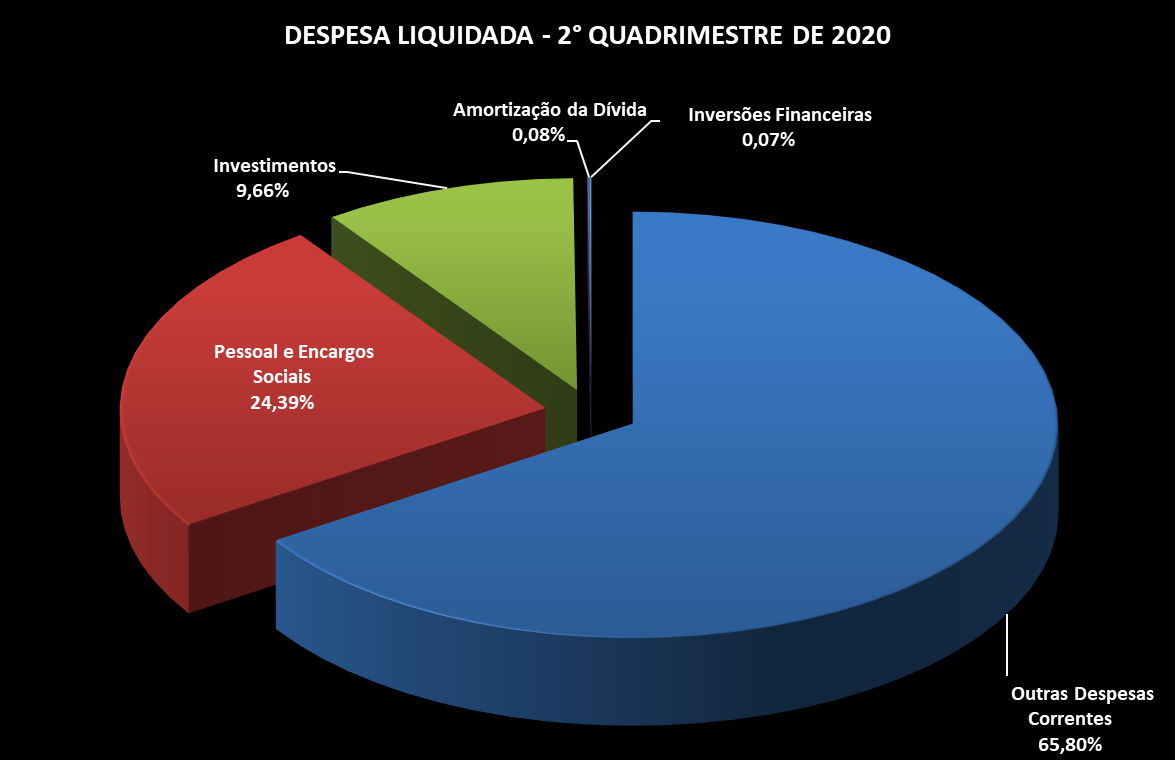 DESPESA LIQUIDADA - 2° QUADRIMESTRE DE 2020
Amortização da Dívida
0,08%
Inversões Financeiras
0,07%
Investimentos
9,66%
Pessoal e Encargos
Sociais
24,39%
Outras Despesas
Correntes
65,80%